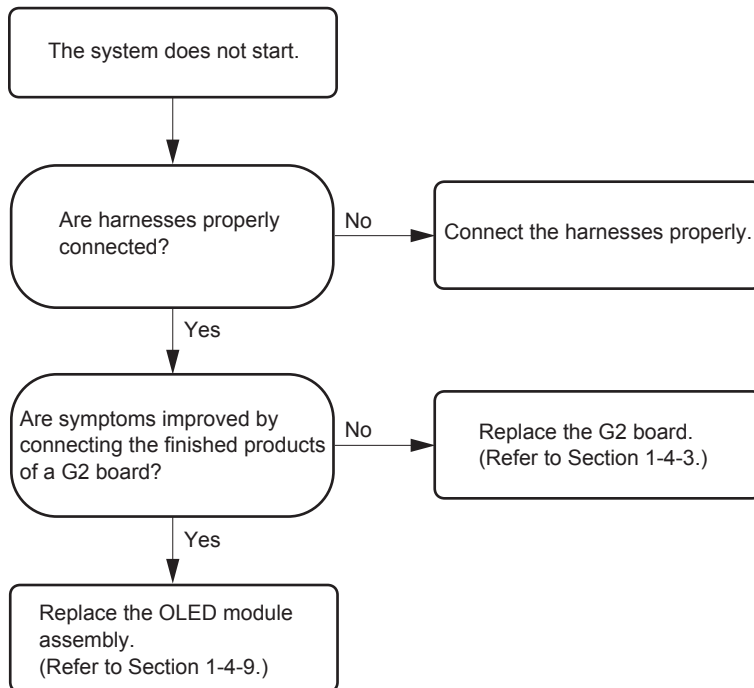 The system does not start.
Are harnesses properly
connected?
No
Connect the harnesses properly.
Yes
Are symptoms improved by
connecting the finished products
of a G2 board?
No
Replace the G2 board.
(Refer to Section 1-4-3.)
Yes
Replace the OLED module
assembly.
(Refer to Section 1-4-9.)